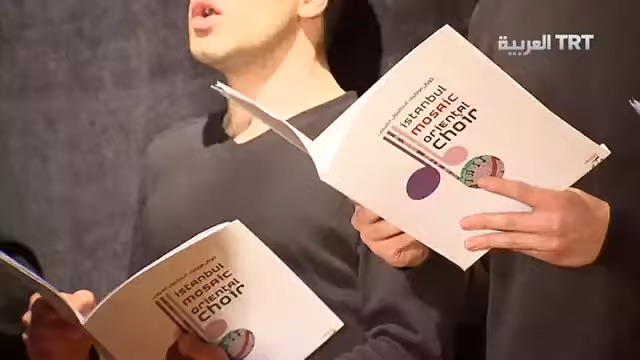 TRT العربية
istanbul
mosaic
oriental
choir
istanbul
mosaic
oriental
choir